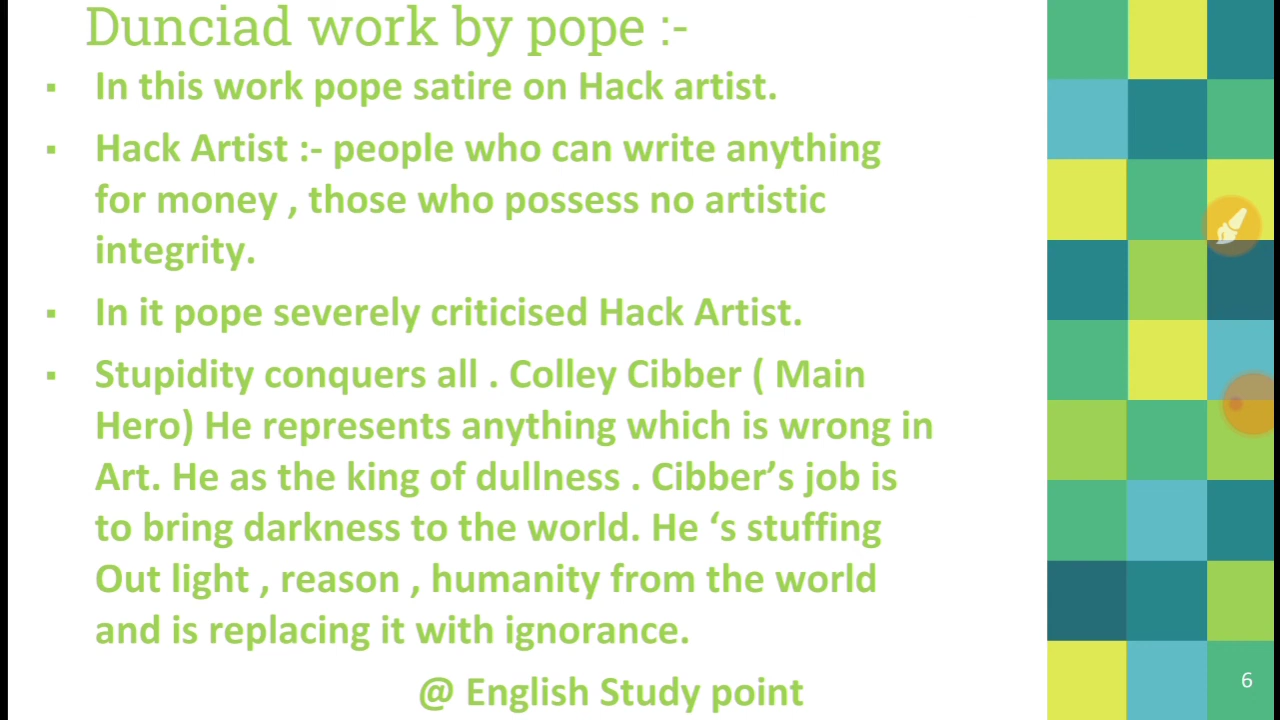 Dunciad work by pope :-
▪ In this work pope satire on Hack artist.
▪ Hack Artist :- people who can write anything
for money , those who possess no artistic
integrity.
▪ In it pope severely criticised Hack Artist.
▪ Stupidity conquers all . Colley Cibber ( Main
Hero) He represents anything which is wrong in
Art. He as the king of dullness . Cibber’s job is
to bring darkness to the world. He ‘s stuffing
Out light , reason , humanity from the world
and is replacing it with ignorance.
@ English Study point
6